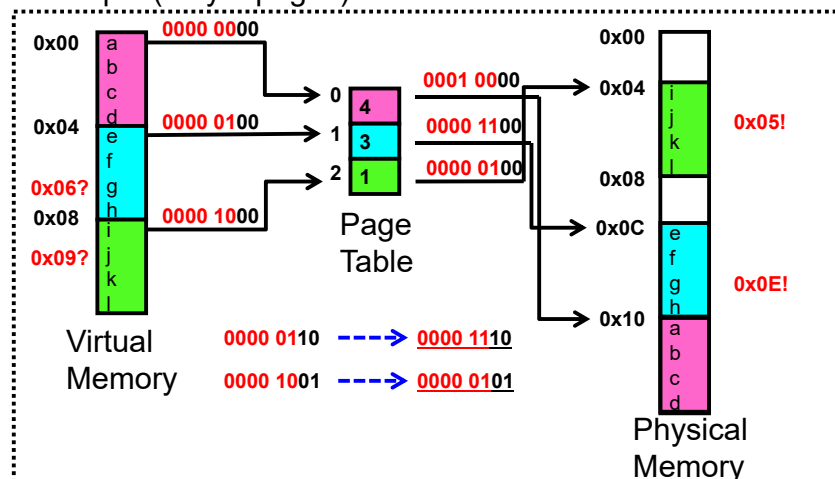 0x00
a
b
c
d
0x04
e
f
0x06?
g
h
0x08
i
0x09?
j
k
l
Virtual
Memory
0000 0000
0000 0100
0000 1000
0
4
1
3
2
1
Page
Table
0001 0000
0000 1100
0000 0100
0000 0110
0000 1110
0000 1001
0000 0101
0x00
0x04
i
j
k
l
0x05!
0x08
0x0C
e
f
g
h
0x0E!
0x10
a
b
c
d
Physical
Memory